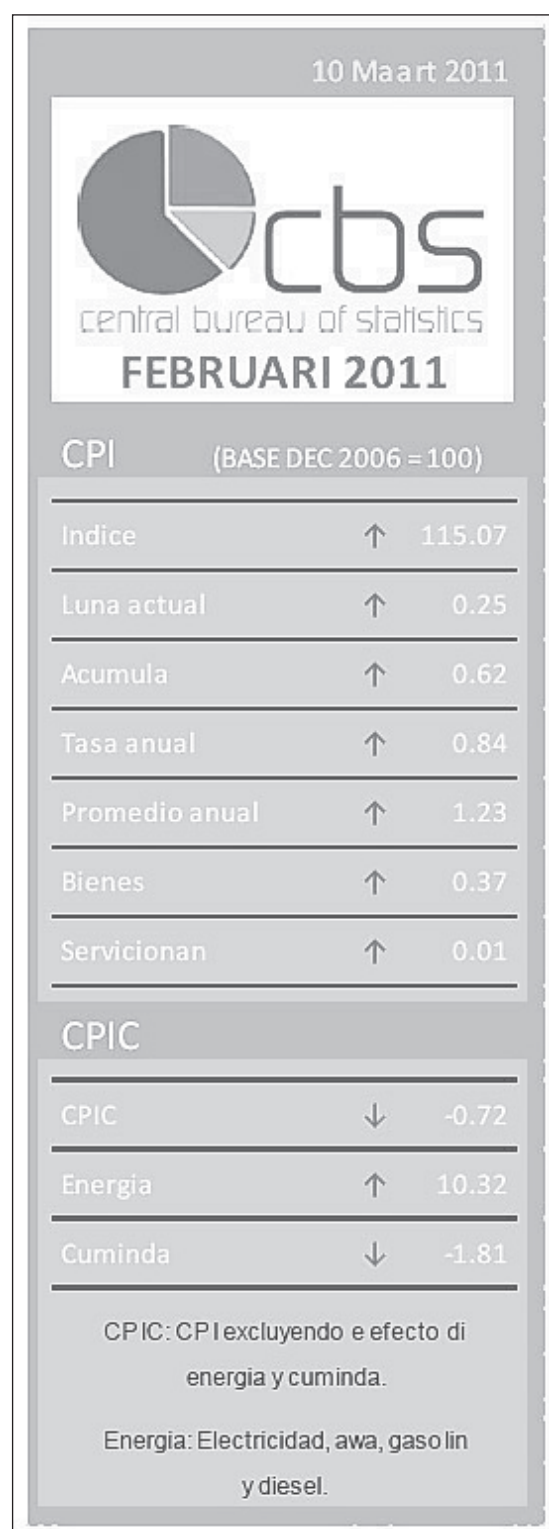 10 Maart 2011
cbs
central bureau of statistics
FEBRUARI 2011
CPI (BASE DEC 2006 = 100)
Indice ↑ 115.07
Luna actual ↑ 0.25
Acumula ↑ 0.62
Tasa anual ↑ 0.84
Promedio anual ↑ 1.23
Bienes ↑ 0.37
Servicionan ↑ 0.01
CPIC
CPIC ↓ -0.72
Energia ↑ 10.32
Cuminda ↓ -1.81
CPIC: CPI excluyendo e efecto di
energia y cuminda.
Energia: Electricidad, awa, gasolin
y diesel.